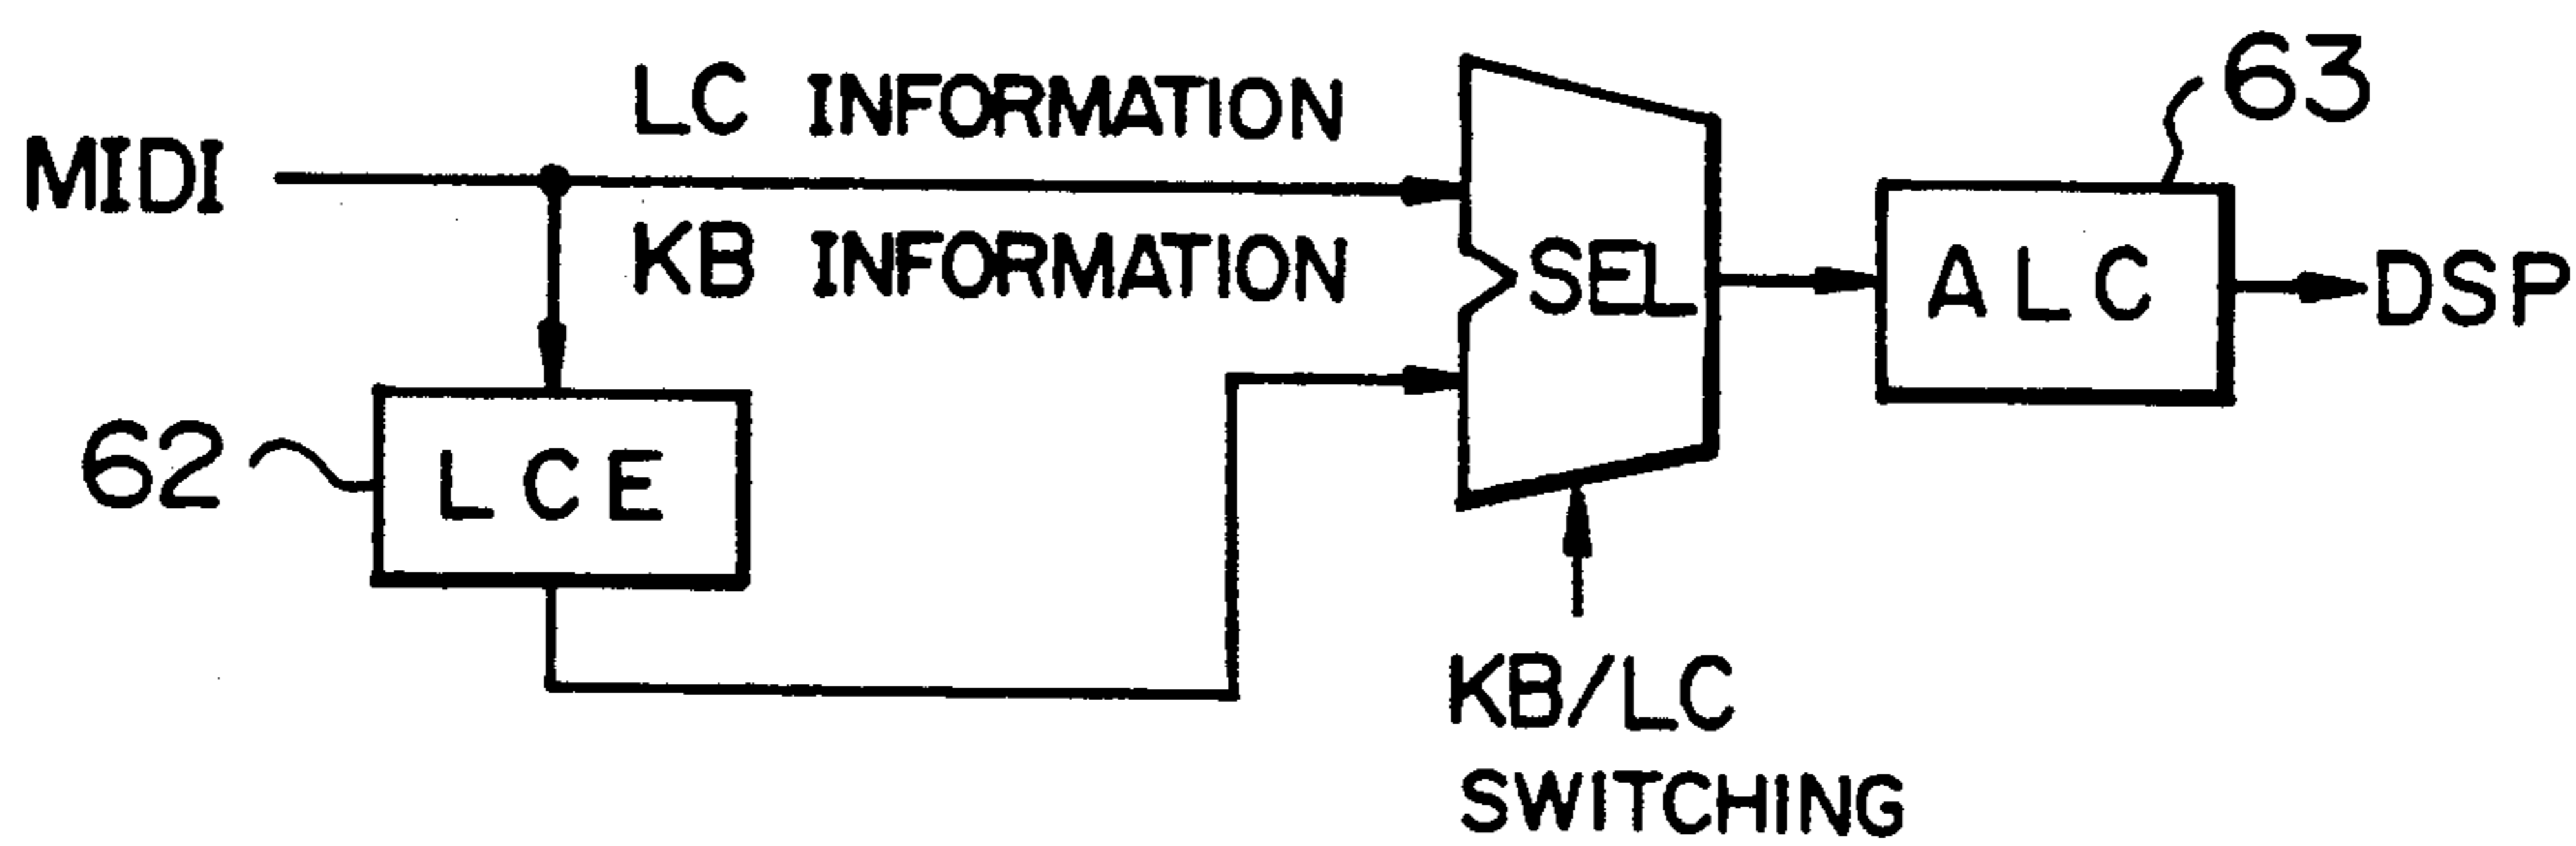 LC INFORMATION
63
MIDI
KB INFORMATION
SEL
ALC
DSP
62
LCE
KB/LC
SWITCHING